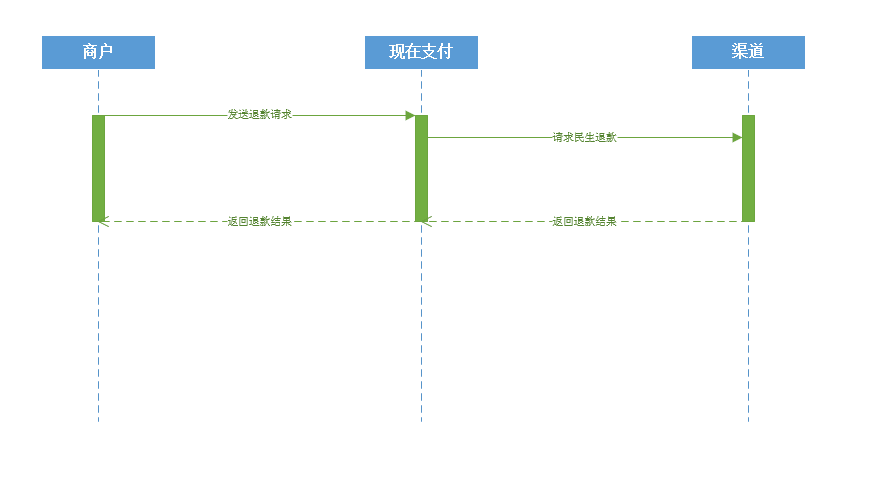 商户
现在支付
渠道
发送退款请求
请求民生退款
返回退款结果
返回退款结果